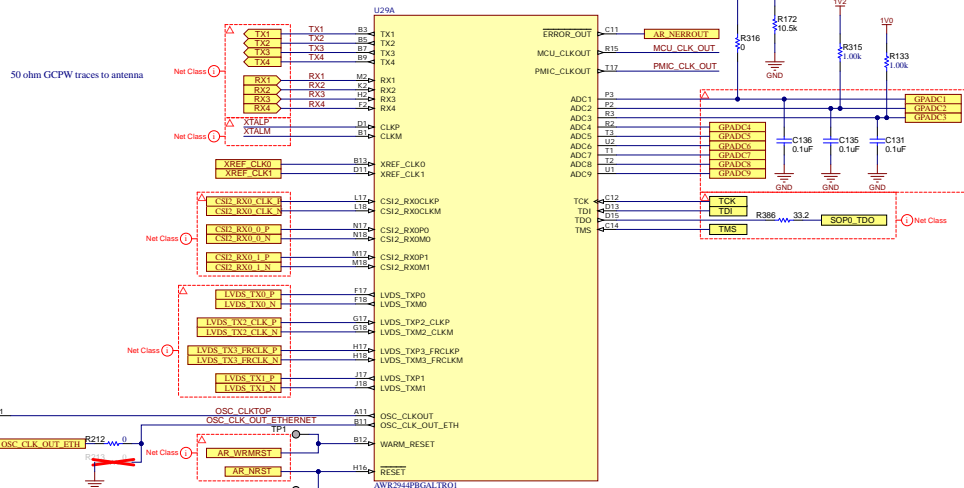 U29A
1V2
1V0
R172
10.5k
R316
0
R315
1.00k
R133
1.00k
GND
50 ohm GCPW traces to antenna
Net Class
TX1 TX1 B3 TX1
TX2 TX2 B5 TX2
TX3 TX3 B7 TX3
TX4 TX4 B9 TX4
RX1 RX1 M2 RX1
RX2 RX2 K2 RX2
RX3 RX3 H2 RX3
RX4 RX4 F2 RX4
Net Class
XTALP D1 CLKP
XTALM B1 CLKM
XREF_CLK0 B13 XREF_CLK0
XREF_CLK1 D11 XREF_CLK1
Net Class
CSI2_RX0_CLK_P L17 CSI2_RX0CLKP
CSI2_RX0_CLK_N L18 CSI2_RX0CLKM
CSI2_RX0_0_P N17 CSI2_RX0P0
CSI2_RX0_0_N N18 CSI2_RX0M0
CSI2_RX0_1_P M17 CSI2_RX0P1
CSI2_RX0_1_N M18 CSI2_RX0M1
Net Class
LVDS_TX0_P F17 LVDS_TXP0
LVDS_TX0_N F18 LVDS_TXM0
LVDS_TX2_CLK_P G17 LVDS_TXP2_CLKP
LVDS_TX2_CLK_N G18 LVDS_TXM2_CLKM
LVDS_TX3_FRCLK_P H17 LVDS_TXP3_FRCLKP
LVDS_TX3_FRCLK_N H18 LVDS_TXM3_FRCLKM
LVDS_TX1_P J17 LVDS_TXP1
LVDS_TX1_N J18 LVDS_TXM1
OSC_CLKTOP A11 OSC_CLKOUT
OSC_CLK_OUT_ETHERNET B11 OSC_CLK_OUT_ETH
OSC_CLK_OUT_ETH R212 0
TP1
Net Class
AR_WRMRST B12 WARM_RESET
AR_NRST H16 RESET
AWR2944PBGALTRQ1
ERROR_OUT C11 AR_NERROUT
MCU_CLKOUT R15 MCU_CLK_OUT
PMIC_CLKOUT T17 PMIC_CLK_OUT
ADC1 P3 GPADC1
ADC2 P2 GPADC2
ADC3 R3 GPADC3
ADC4 R2 GPADC4
ADC5 T3 GPADC5
ADC6 U2 GPADC6
ADC7 T1 GPADC7
ADC8 T2 GPADC8
ADC9 U1 GPADC9
C136
0.1uF
C135
0.1uF
C131
0.1uF
GND
GND
GND
TCK C12 TCK
TDI D13 TDI
TDO D15 R386 33.2 SOP0_TDO
TMS C14 TMS
Net Class